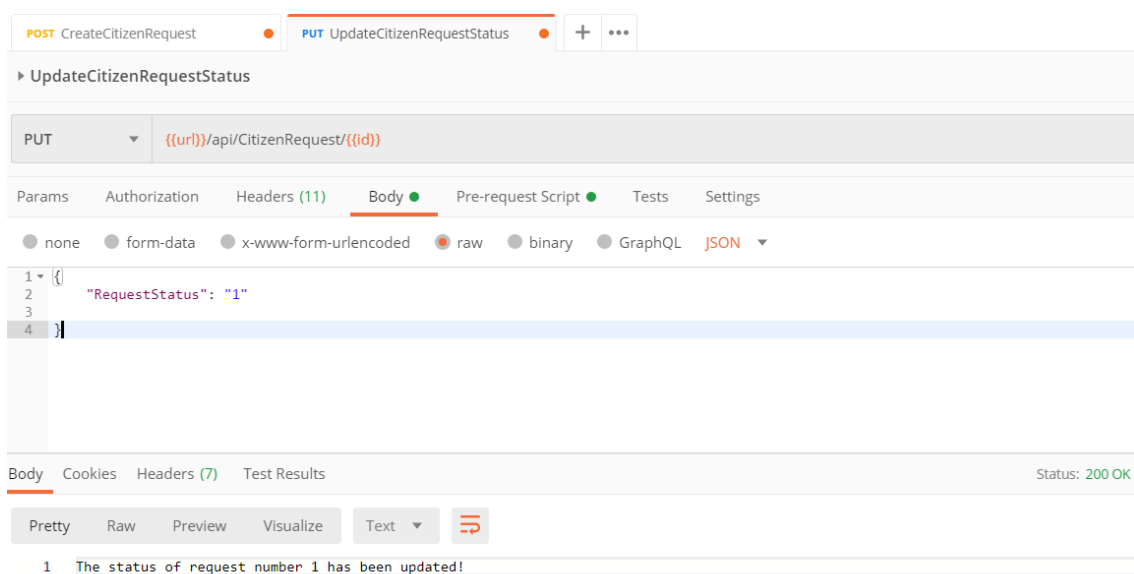 POST CreateCitizenRequest PUT UpdateCitizenRequestStatus + •••
UpdateCitizenRequestStatus
PUT {{url}}/api/CitizenRequest/{{id}}
Params Authorization Headers (11) Body Pre-request Script Tests Settings
none form-data x-www-form-urlencoded raw binary GraphQL JSON
1 {
2 "RequestStatus": "1"
3
4 }
Body Cookies Headers (7) Test Results Status: 200 OK
Pretty Raw Preview Visualize Text
1 The status of request number 1 has been updated!